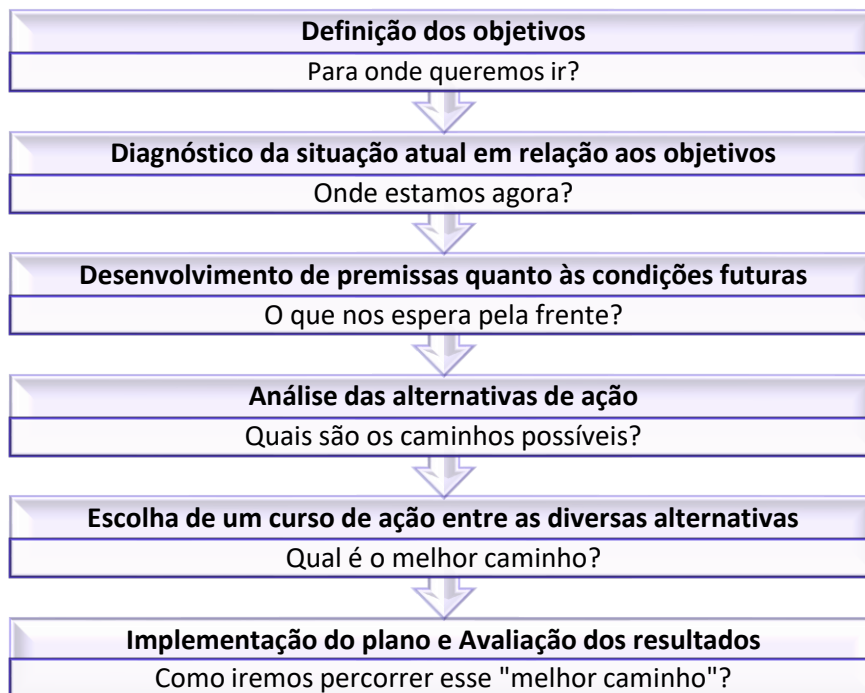 Definição dos objetivos
Para onde queremos ir?
Diagnóstico da situação atual em relação aos objetivos
Onde estamos agora?
Desenvolvimento de premissas quanto às condições futuras
O que nos espera pela frente?
Análise das alternativas de ação
Quais são os caminhos possíveis?
Escolha de um curso de ação entre as diversas alternativas
Qual é o melhor caminho?
Implementação do plano e Avaliação dos resultados
Como iremos percorrer esse "melhor caminho"?